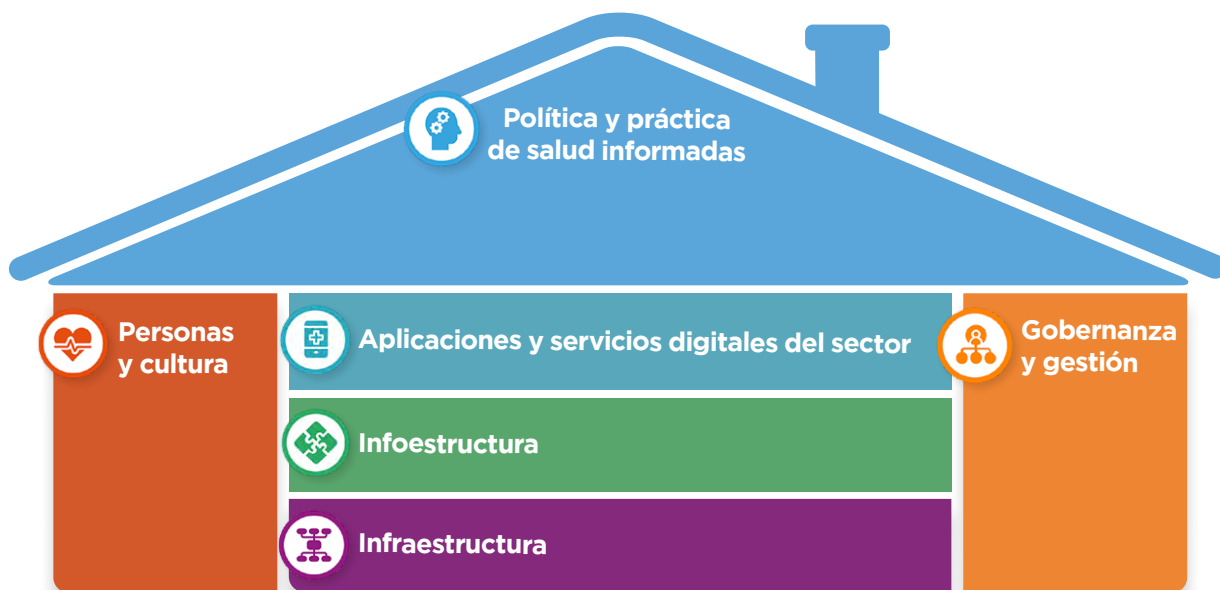 Política y práctica
de salud informadas
Personas
y cultura
Aplicaciones y servicios digitales del sector
Gobernanza
y gestión
Infoestructura
Infraestructura